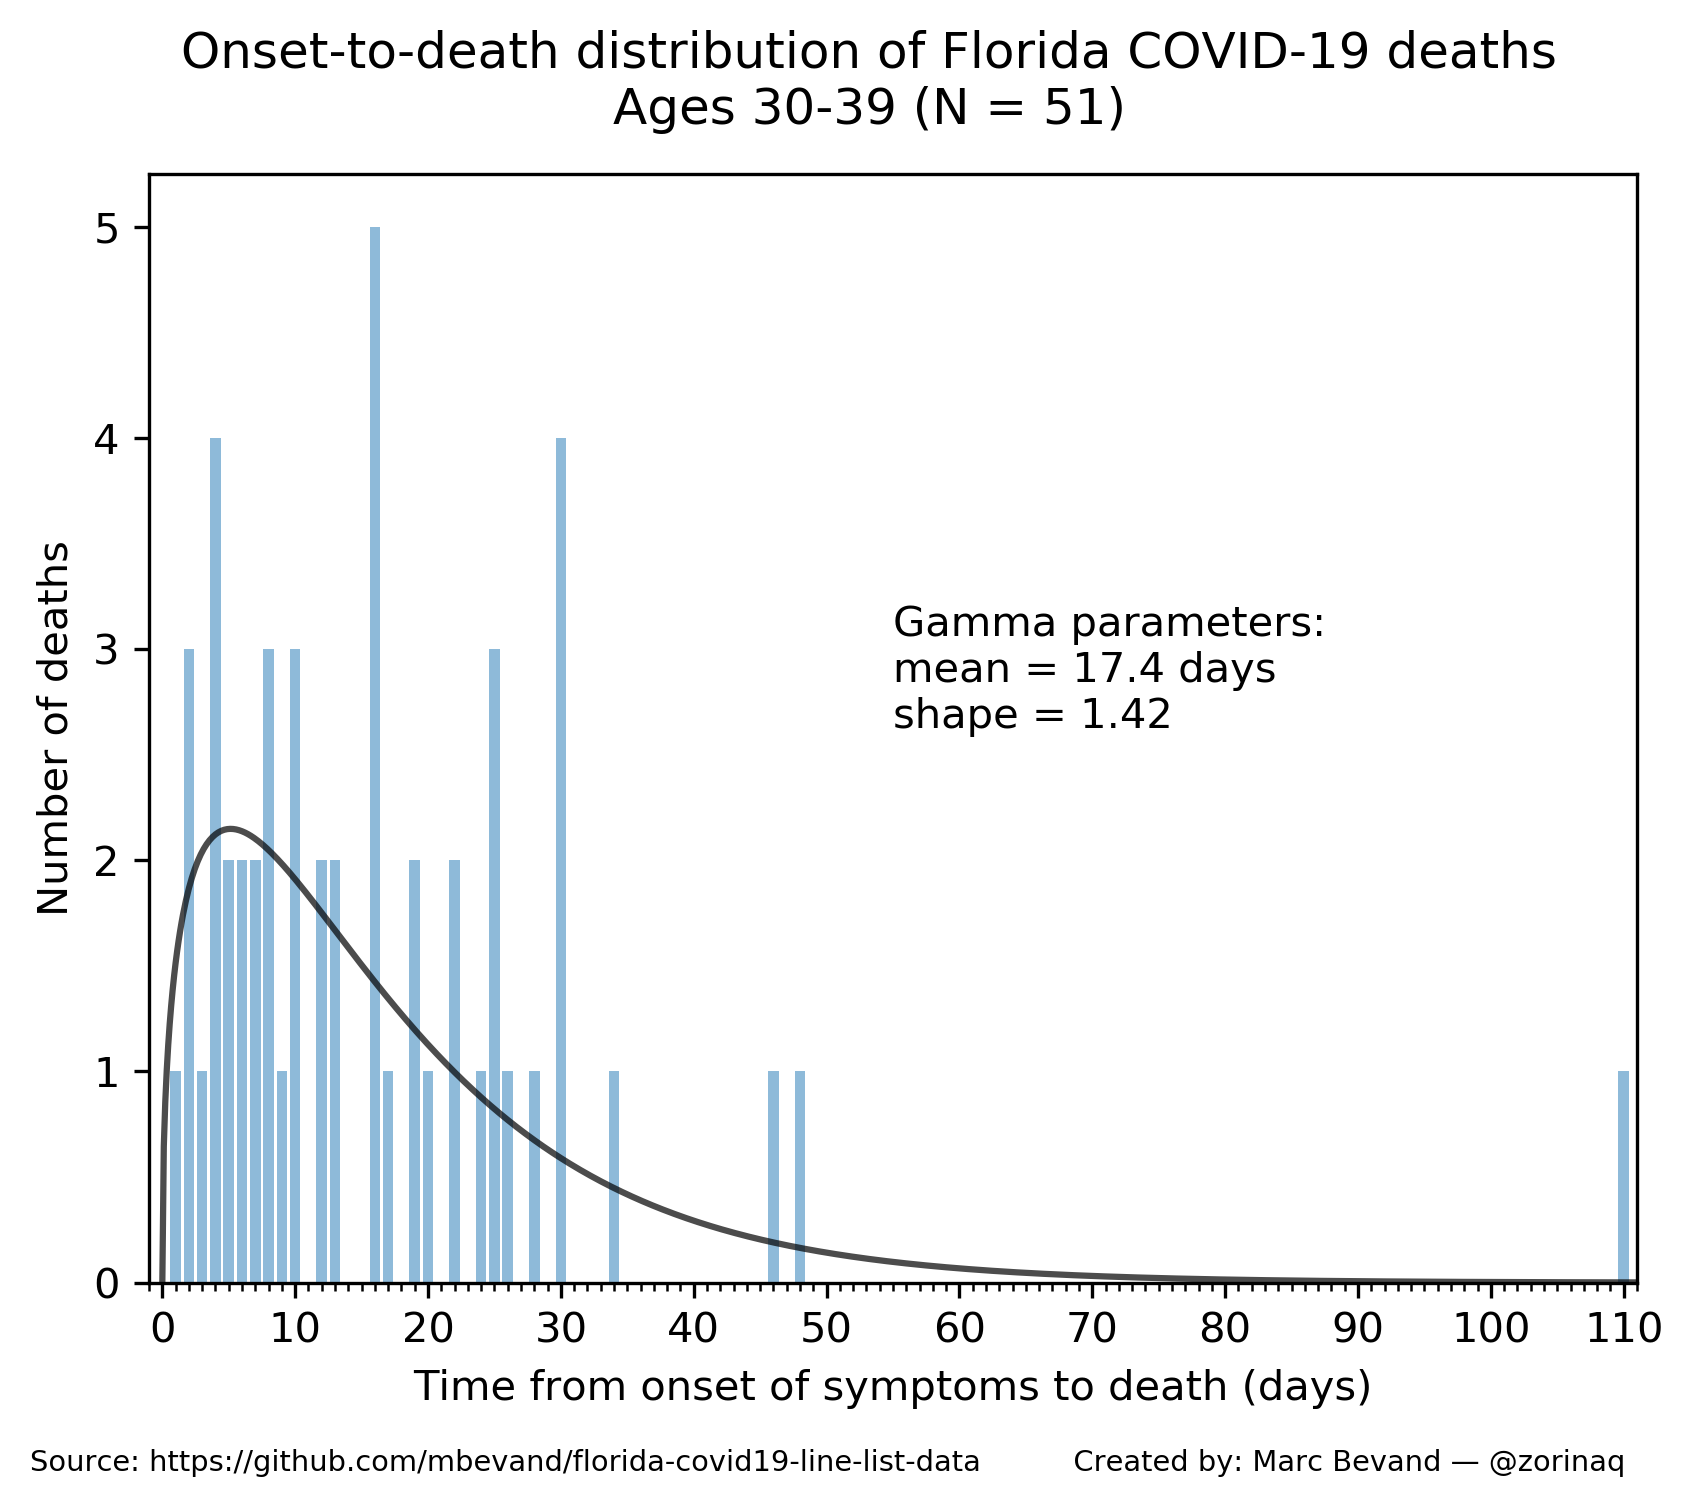 Onset-to-death distribution of Florida COVID-19 deaths
Ages 30-39 (N = 51)
Number of deaths
5
4
3
2
1
0
Gamma parameters:
mean = 17.4 days
shape = 1.42
0 10 20 30 40 50 60 70 80 90 100 110
Time from onset of symptoms to death (days)
Source: https://github.com/mbevand/florida-covid19-line-list-data
Created by: Marc Bevand — @zorinaq